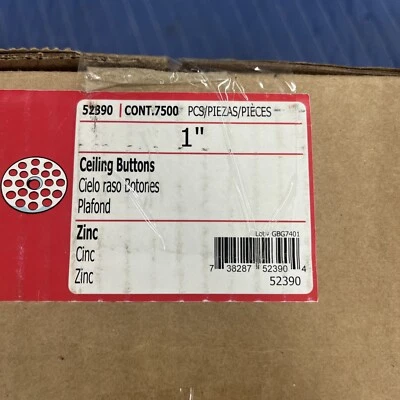 52390 | CONT.7500 PCS/PIEZAS/PIÈCES
1"
Ceiling Buttons
Cielo raso Botones
Plafond
Zinc
Cinc
Zinc
Lot# GBG7401
7 38287 52390 4
52390